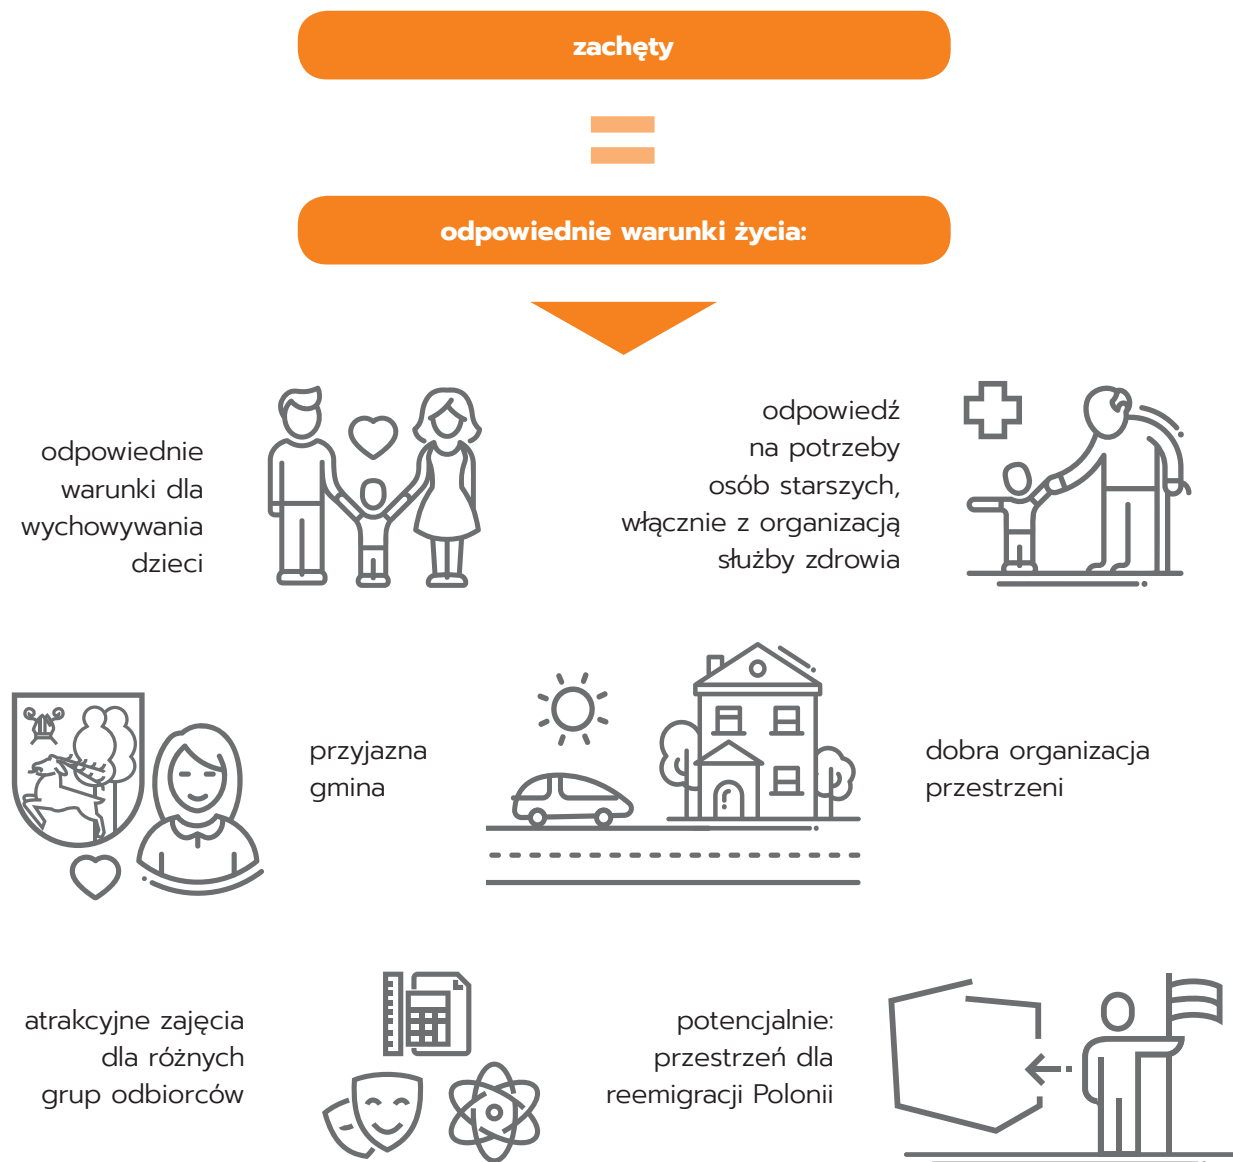 zachęty
odpowiednie warunki życia:
odpowiednie
warunki dla
wychowywania
dzieci
odpowiedź
na potrzeby
osób starszych,
włącznie z organizacją
służby zdrowia
przyjazna
gmina
dobra organizacja
przestrzeni
atrakcyjne zajęcia
dla różnych
grup odbiorców
potencjalnie:
przestrzeń dla
reemigracji Polonii